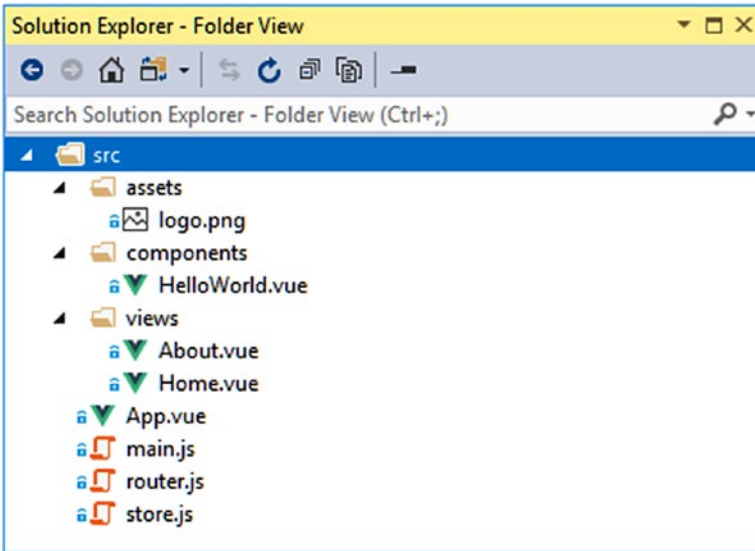 Solution Explorer - Folder View
Search Solution Explorer - Folder View (Ctrl+;)
src
assets
logo.png
components
HelloWorld.vue
views
About.vue
Home.vue
App.vue
main.js
router.js
store.js